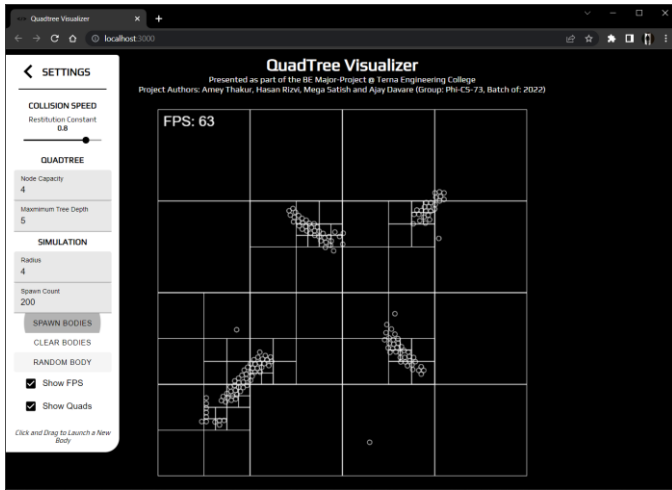 Quadtree Visualizer
localhost:3000
SETTINGS
COLLISION SPEED
Restitution Constant
0.8
QUADTREE
Node Capacity
4
Maxmimum Tree Depth
5
SIMULATION
Radius
4
Spawn Count
200
SPAWN BODIES
CLEAR BODIES
RANDOM BODY
Show FPS
Show Quads
Click and Drag to Launch a New
Body
QuadTree Visualizer
Presented as part of the BE Major-Project @ Terna Engineering College
Project Authors: Amey Thakur, Hasan Rizvi, Mega Satish and Ajay Davare (Group: Phi-CS-73, Batch of: 2022)
FPS: 63